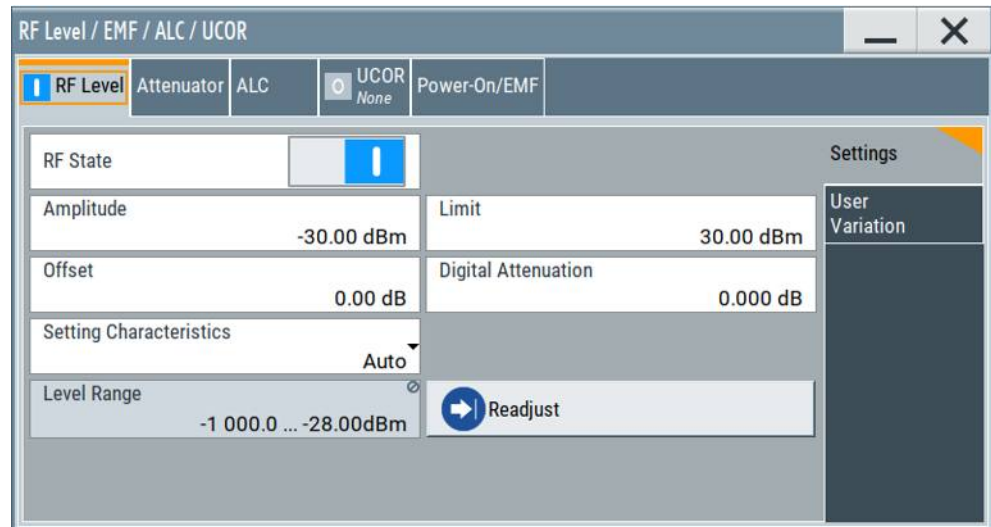 RF Level / EMF / ALC / UCOR
RF Level Attenuator ALC UCOR Power-On/EMF
None
RF State
Settings
Amplitude
-30.00 dBm
Limit
30.00 dBm
User
Variation
Offset
0.00 dB
Digital Attenuation
0.000 dB
Setting Characteristics
Auto
Level Range
-1 000.0 ... -28.00dBm
Readjust